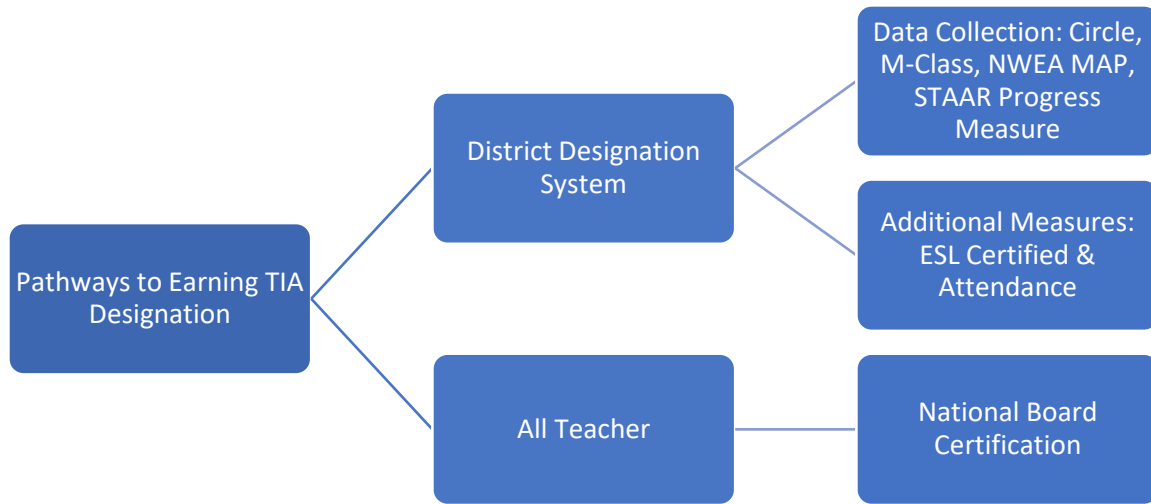 Pathways to Earning TIA
Designation
District Designation
System
Data Collection: Circle,
M-Class, NWEA MAP,
STAAR Progress
Measure
Additional Measures:
ESL Certified &
Attendance
All Teacher
National Board
Certification